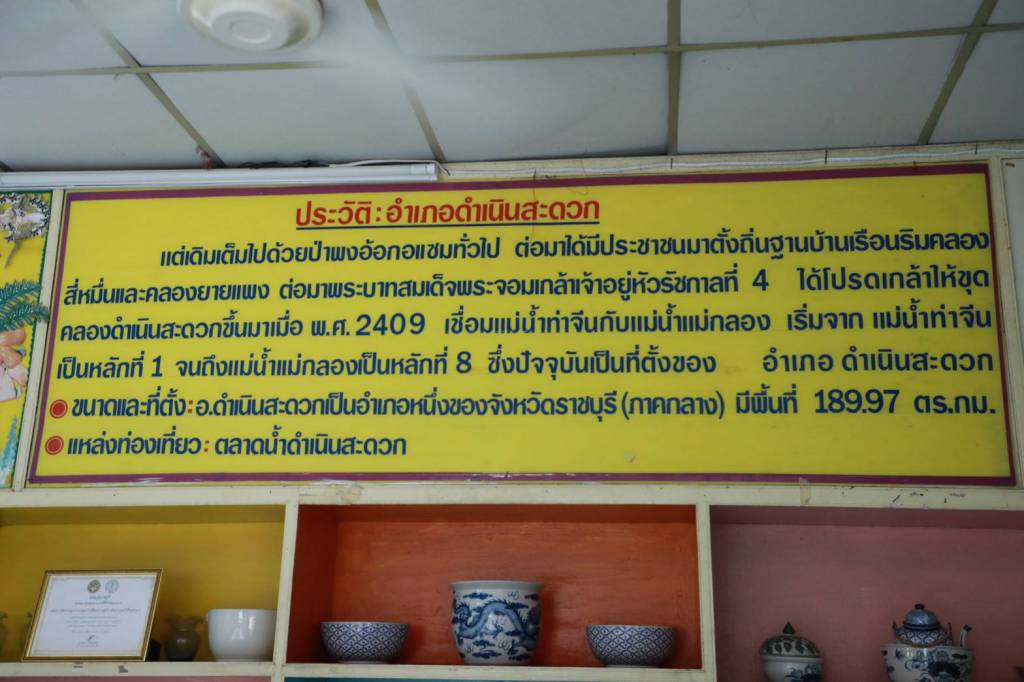 ประวัติ : อำเภอดำเนินสะดวก
แต่เดิมเต็มไปด้วยป่าพงอ้อกอแซมทั่วไป ต่อมาได้มีประชาชนมาตั้งถิ่นฐานบ้านเรือนริมคลอง
สี่หมื่นและคลองยายแพง ต่อมาพระบาทสมเด็จพระจอมเกล้าเจ้าอยู่หัวรัชกาลที่ 4 ได้โปรดเกล้าให้ขุด
คลองดำเนินสะดวกขึ้นมาเมื่อ พ.ศ. 2409 เชื่อมแม่น้ำท่าจีนกับแม่น้ำแม่กลอง เริ่มจาก แม่น้ำท่าจีน
เป็นหลักที่ 1 จนถึงแม่น้ำแม่กลองเป็นหลักที่ 8 ซึ่งปัจจุบันเป็นที่ตั้งของ อำเภอ ดำเนินสะดวก
ขนาดและที่ตั้ง : อ.ดำเนินสะดวกเป็นอำเภอหนึ่งของจังหวัดราชบุรี (ภาคกลาง) มีพื้นที่ 189.97 ตร.กม.
แหล่งท่องเที่ยว : ตลาดน้ำดำเนินสะดวก